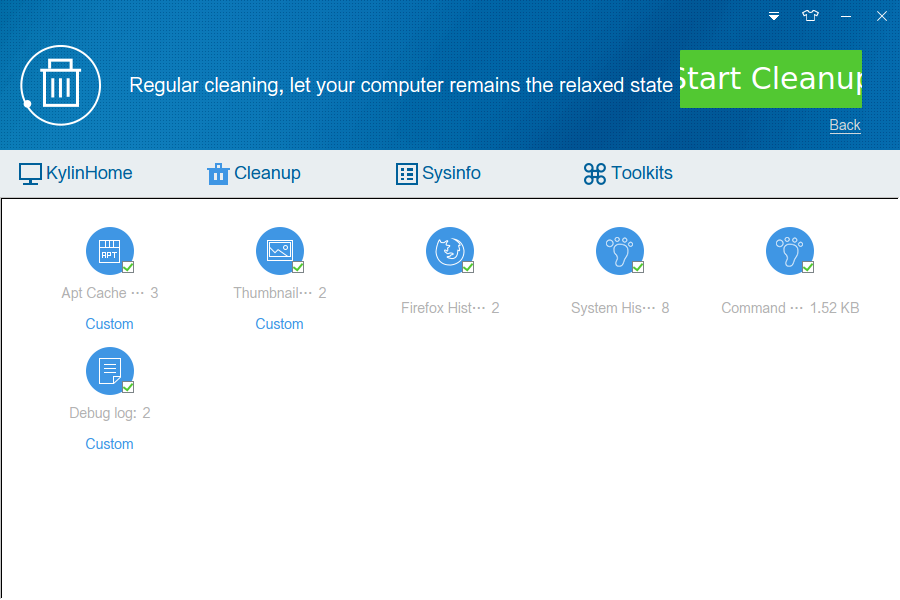 Regular cleaning, let your computer remains the relaxed state
Start Cleanup
Back
KylinHome Cleanup Sysinfo Toolkits
APT
Apt Cache ··· 3
Thumbnail··· 2
Firefox Hist··· 2
System His··· 8
Command ··· 1.52 KB
Custom
Custom
Debug log: 2
Custom